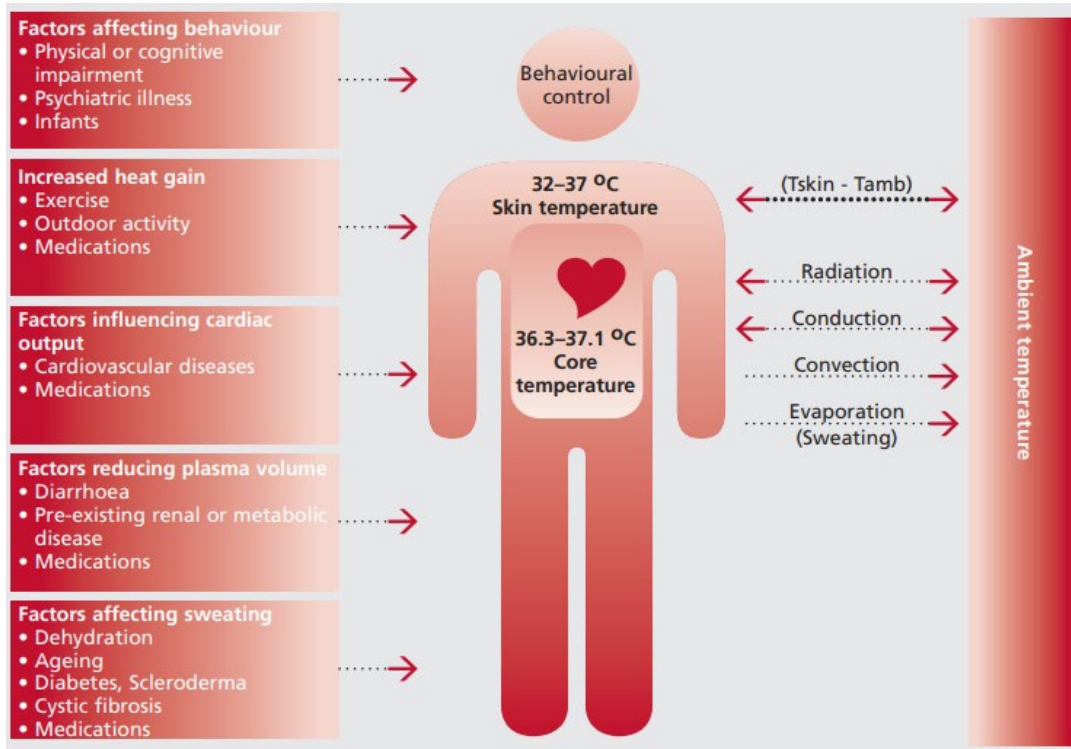 Factors affecting behaviour
• Physical or cognitive
impairment
• Psychiatric illness
• Infants
Increased heat gain
• Exercise
• Outdoor activity
• Medications
Factors influencing cardiac
output
• Cardiovascular diseases
• Medications
Factors reducing plasma volume
• Diarrhoea
• Pre-existing renal or metabolic
disease
• Medications
Factors affecting sweating
• Dehydration
• Ageing
• Diabetes, Scleroderma
• Cystic fibrosis
• Medications
Behavioural
control
32–37 ºC
Skin temperature
36.3–37.1 ºC
Core
temperature
(Tskin - Tamb)
Radiation
Conduction
Convection
Evaporation
(Sweating)
Ambient temperature